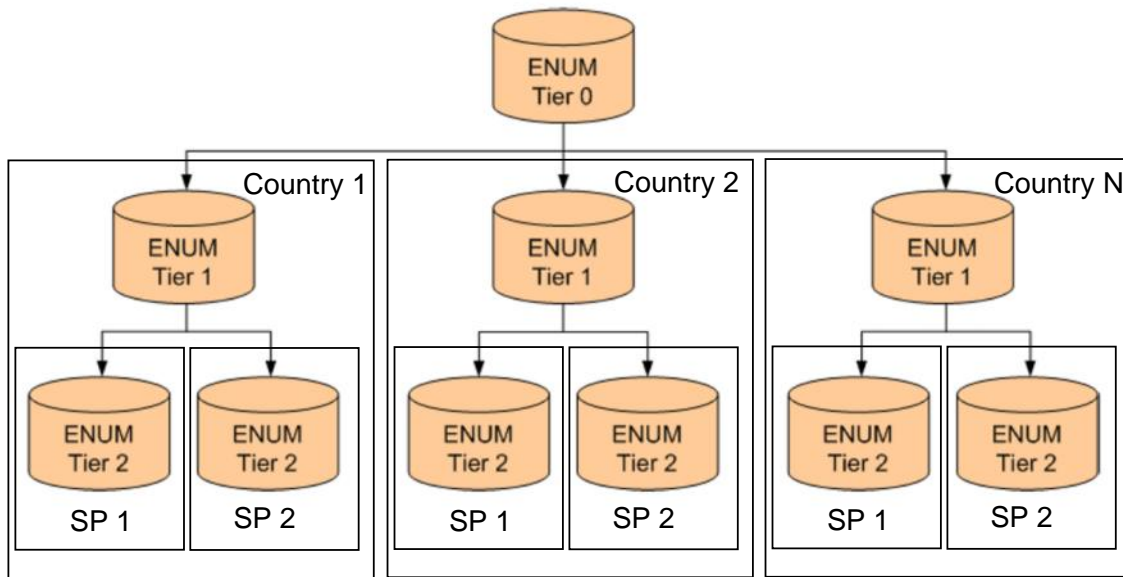 ENUM
Tier 0
Country 1
Country 2
Country N
ENUM
Tier 1
ENUM
Tier 1
ENUM
Tier 1
ENUM
Tier 2
ENUM
Tier 2
ENUM
Tier 2
ENUM
Tier 2
ENUM
Tier 2
ENUM
Tier 2
SP 1
SP 2
SP 1
SP 2
SP 1
SP 2